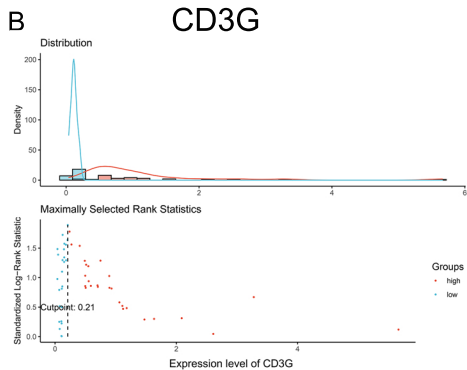 B
CD3G
Distribution
Density
200
150
100
50
0
0
2
4
6
Maximally Selected Rank Statistics
Standardized Log-Rank Statistic
1.5
1.0
0.5
0.0
Cutpoint: 0.21
0
2
4
Expression level of CD3G
Groups
high
low